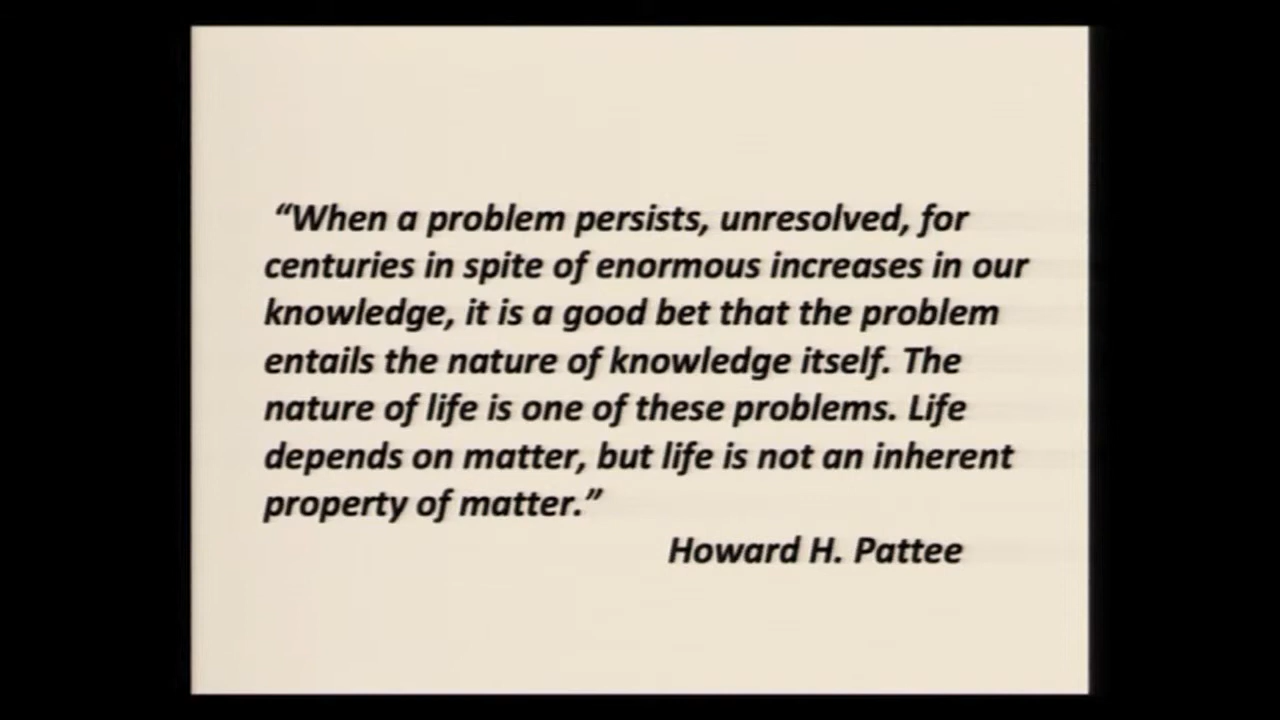 “When a problem persists, unresolved, for
centuries in spite of enormous increases in our
knowledge, it is a good bet that the problem
entails the nature of knowledge itself. The
nature of life is one of these problems. Life
depends on matter, but life is not an inherent
property of matter.”
Howard H. Pattee